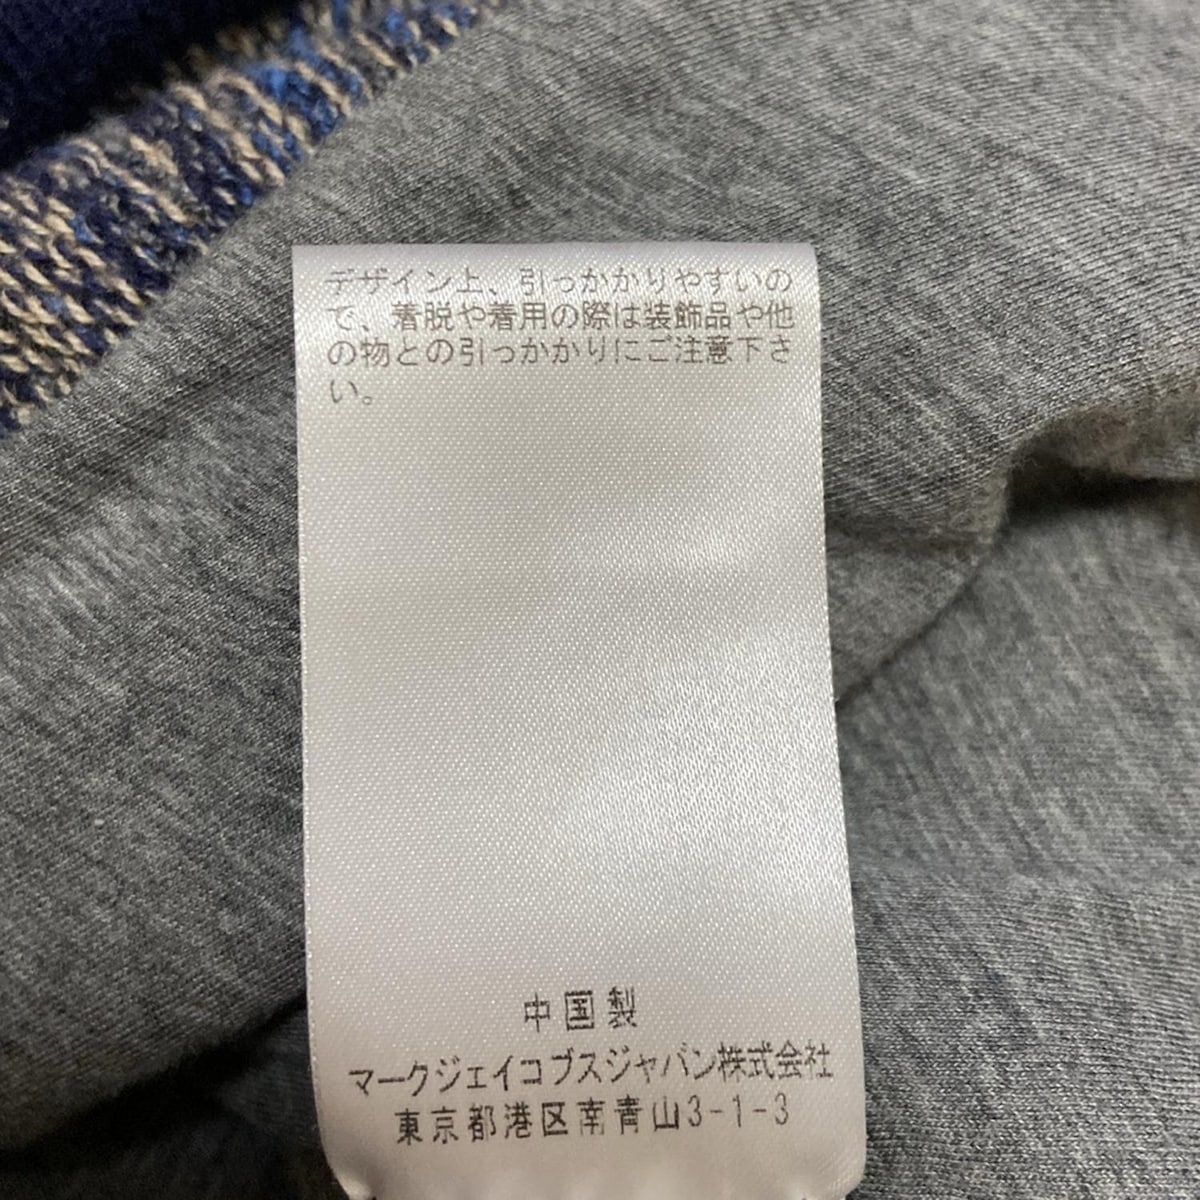 デザイン上、引っかかりやすいの
で、着脱や着用の際は装飾品や他
の物との引っかかりにご注意下さ
い。
中国製
マークジェイコブスジャパン株式会社
東京都港区南青山3-1-3